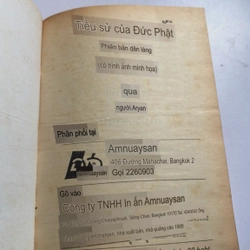 Tiểu sử của Đức Phật
Phiên bản dân làng
(có hình ảnh minh họa)
qua
người Aryan
Phân phối tại
Amnuaysan
406 Đường Mahachai, Bangkok 2
Amnuaysan
Gọi 2260903
Gõ vào
Công ty TNHH In ấn Amnuaysan